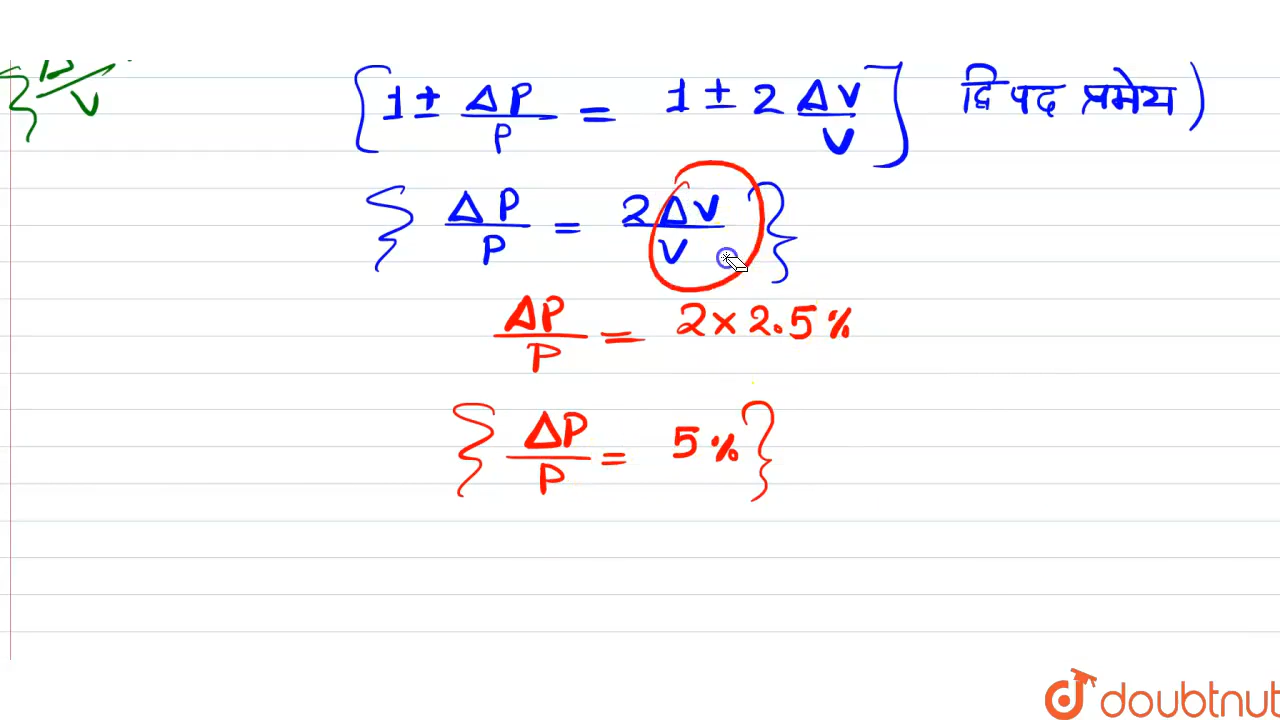 P/V
[1 ± ΔP/P = 1 ± 2 ΔV/V] द्विपद प्रमेय)
{ΔP/P = 2ΔV/V}
ΔP/P = 2 × 2.5%
{ΔP/P = 5%}
doubtnut